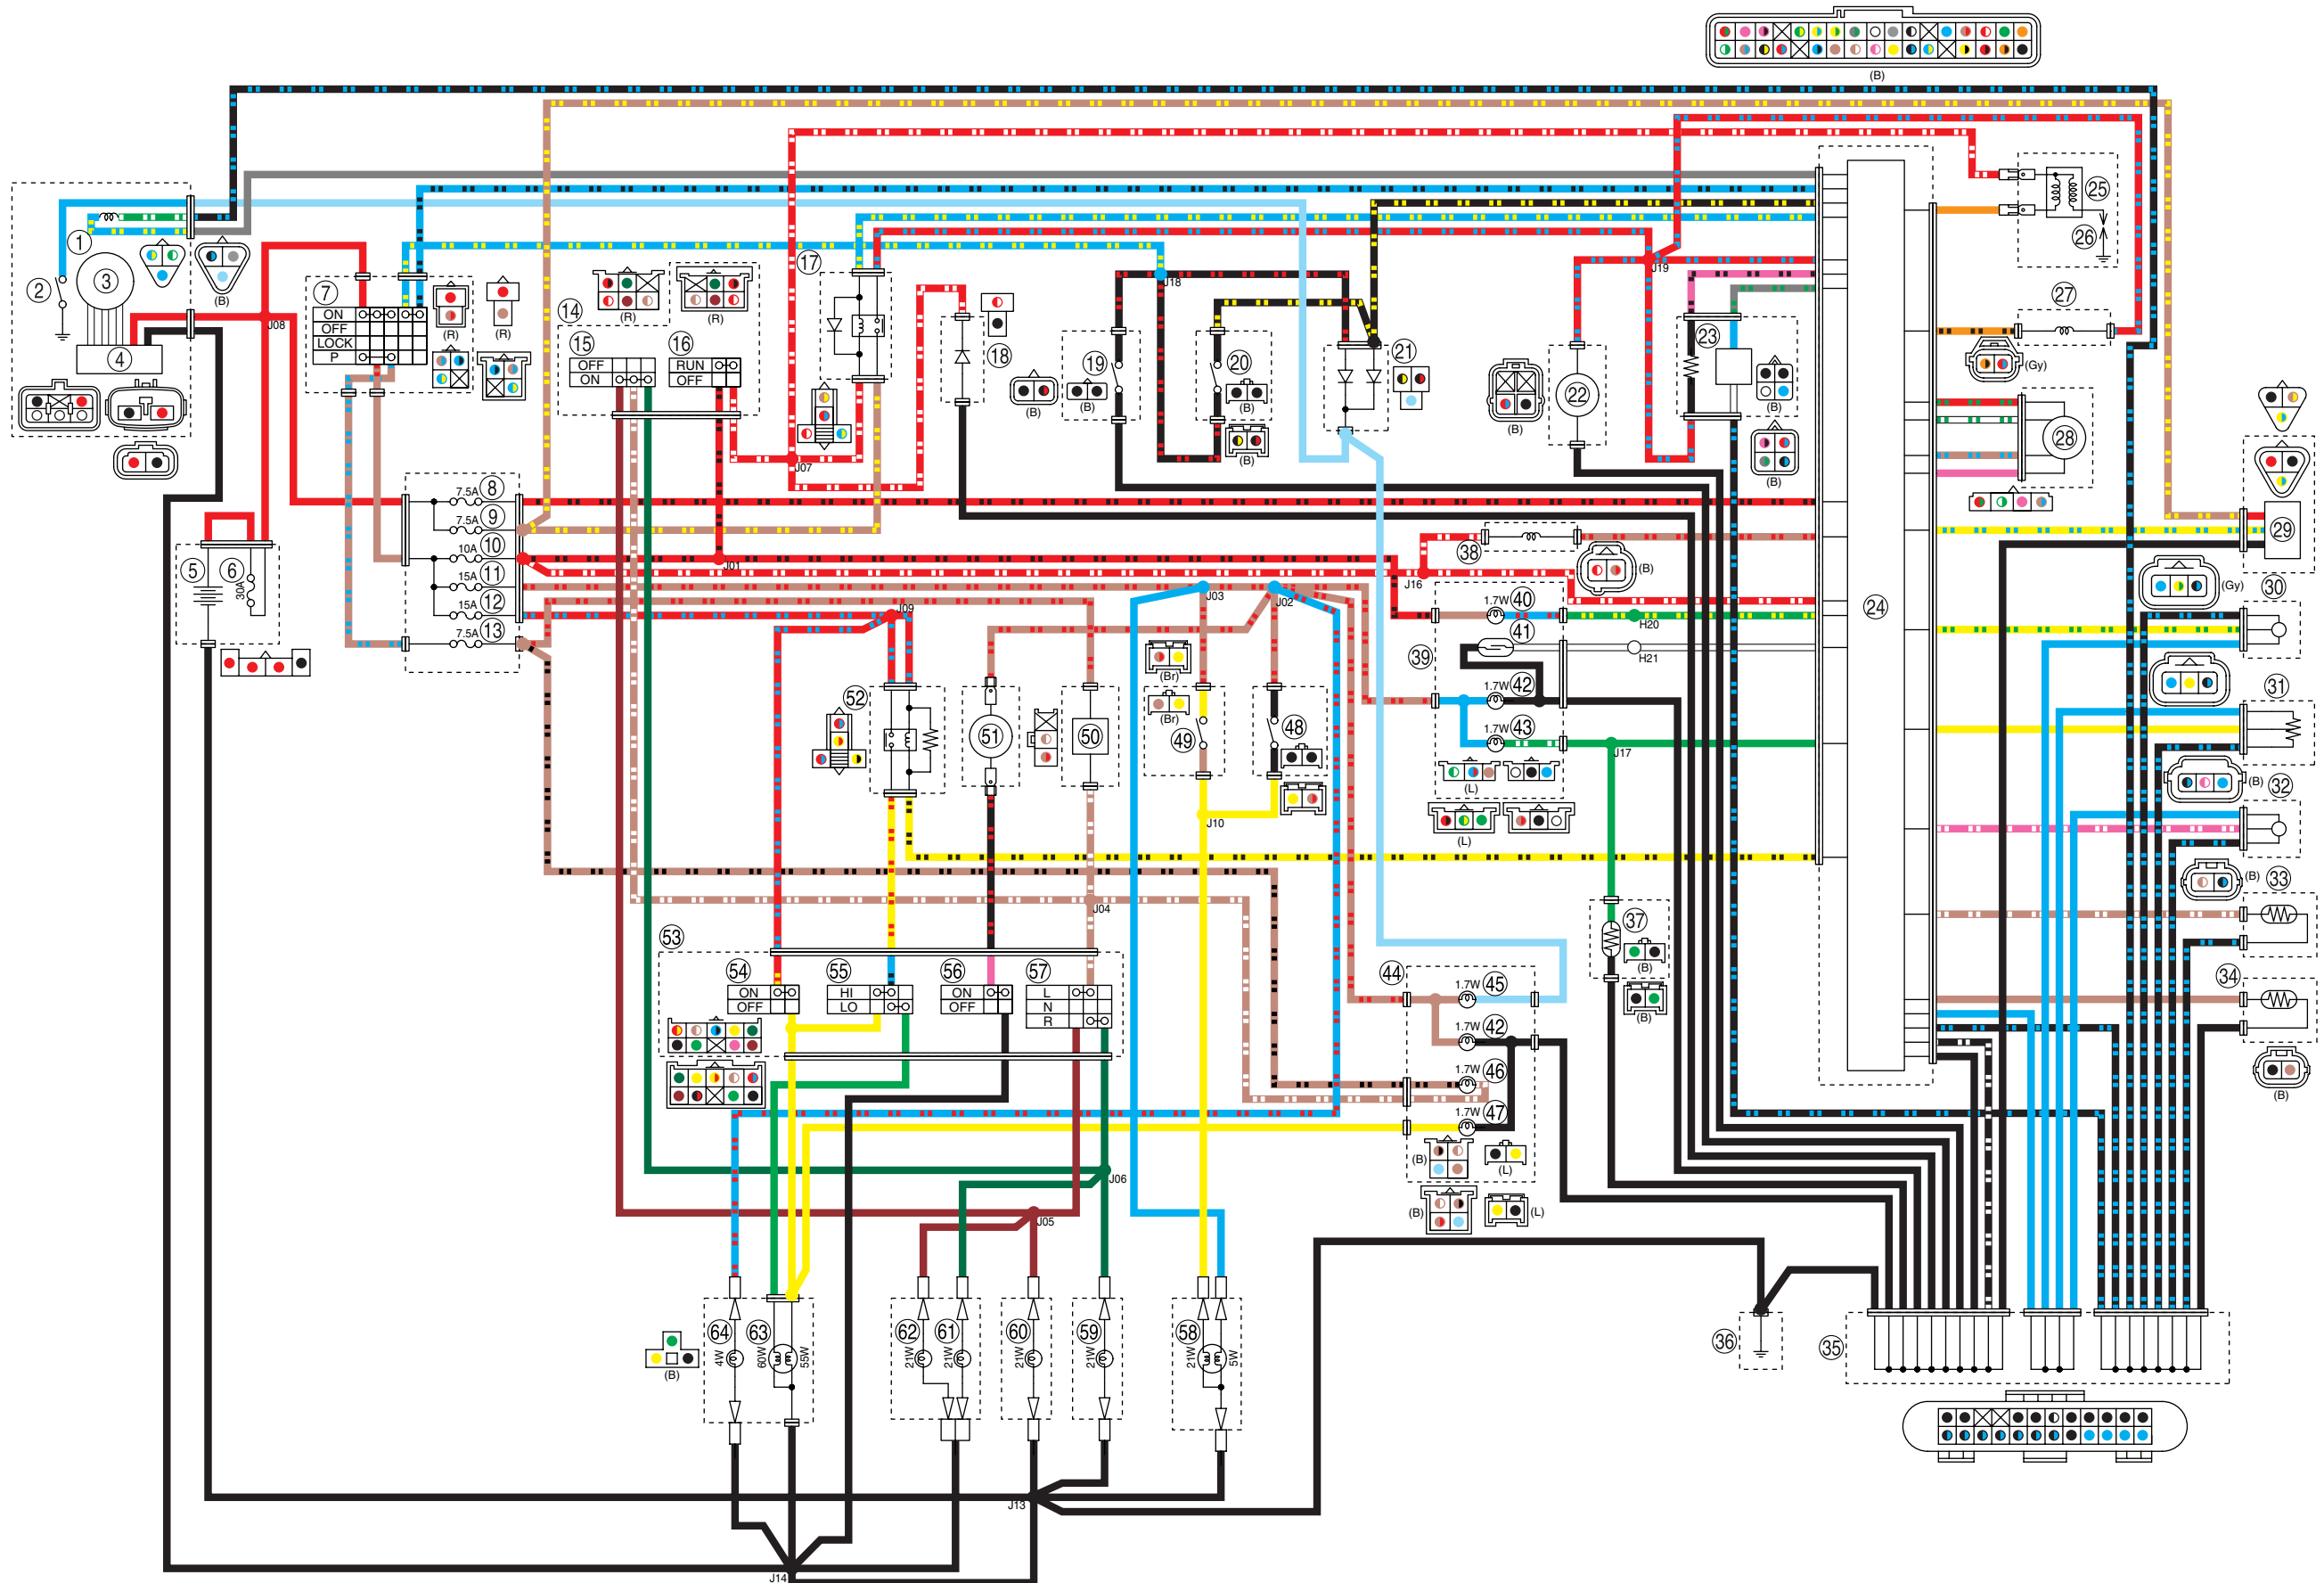 (B)
1
2
3
4
(B)
5
6
30A
7
ON
OFF
LOCK
P
(R)
(R)
J08
7.5A 8
7.5A 9
10A 10
15A 11
15A 12
7.5A 13
14
(R)
(R)
15
OFF
ON
16
RUN
OFF
17
18
J07
J01
19
(B)
(B)
20
(B)
(B)
J18
21
22
(B)
J19
23
(B)
(B)
24
25
26
27
(Gy)
28
29
30
(Gy)
31
32
(B)
33
(B)
34
(B)
35
36
37
(B)
(B)
38
(B)
J16
39
1.7W 40
41
1.7W 42
1.7W 43
H20
H21
J17
(L)
(L)
44
1.7W 45
1.7W 42
1.7W 46
1.7W 47
(B)
(L)
(B)
(L)
J03
J02
J09
(Br)
(Br)
48
49
50
51
52
J10
J04
53
54
ON
OFF
55
HI
LO
56
ON
OFF
57
L
N
R
J06
J05
64
4W
63
60W
55W
(B)
62
21W
61
21W
60
21W
59
21W
58
21W
5W
J13
J14